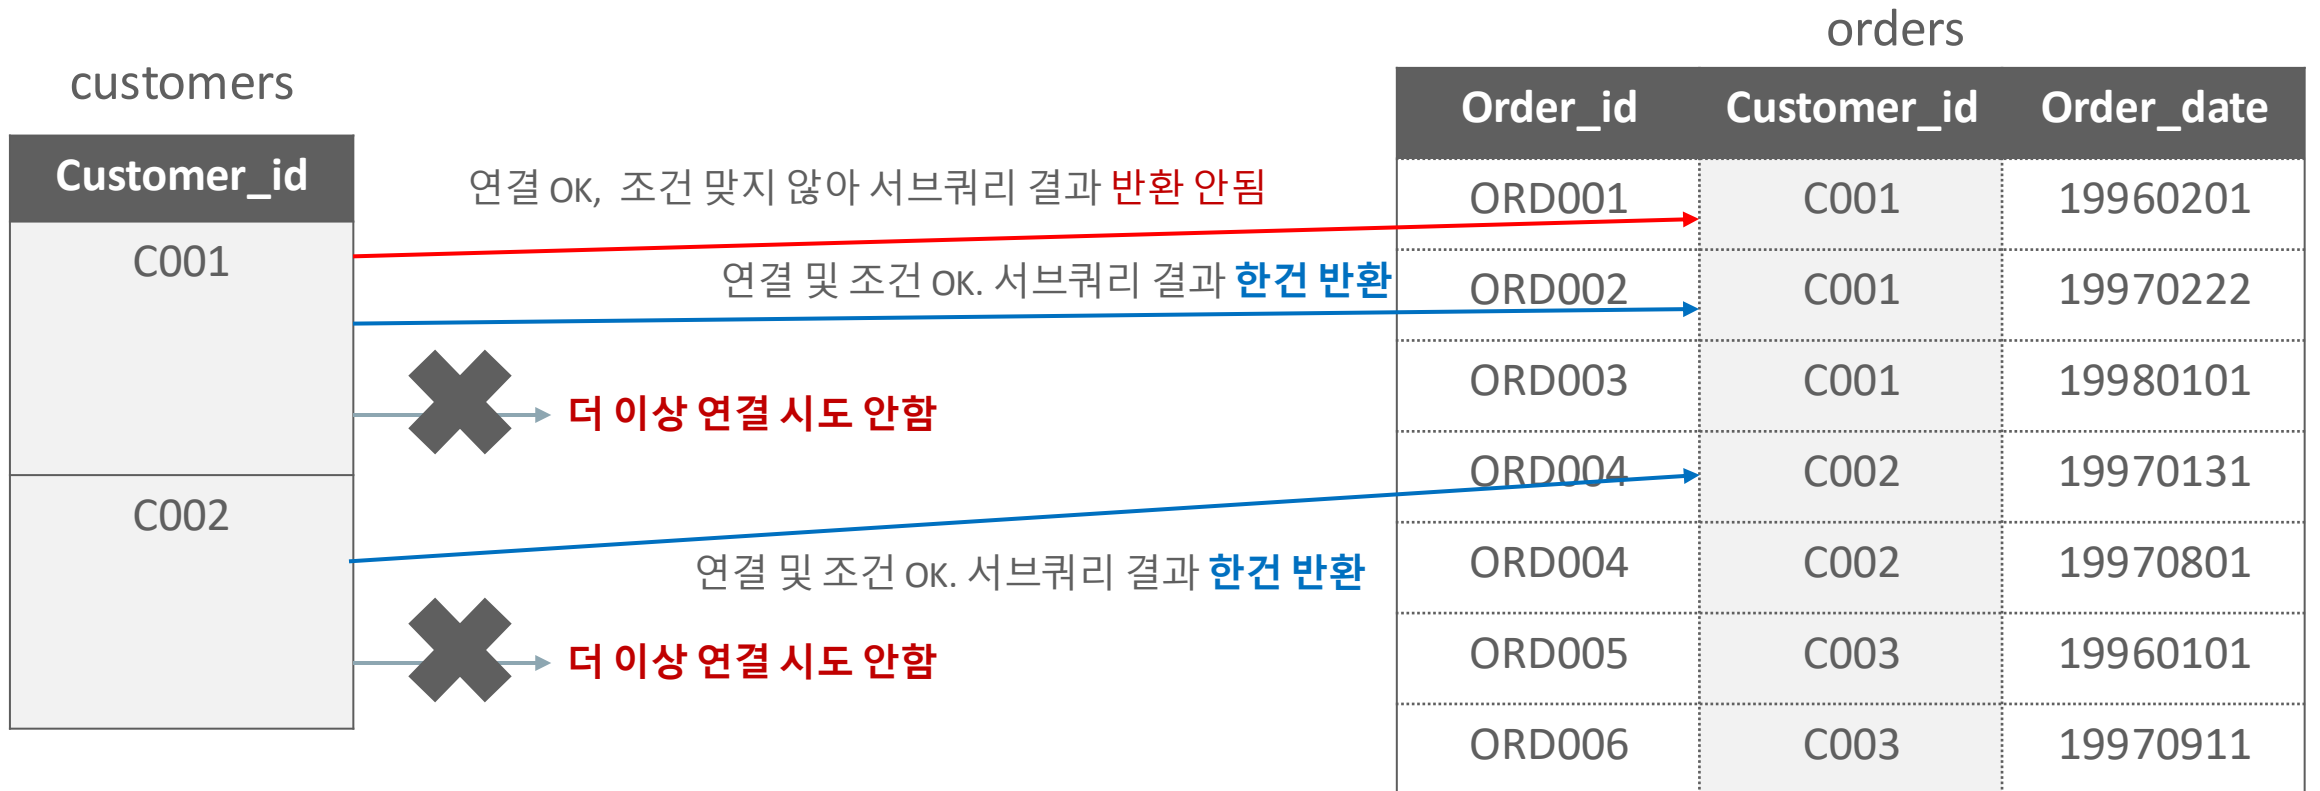 customers
Customer_id
C001
C002
연결 OK, 조건 맞지 않아 서브쿼리 결과 반환 안됨
연결 및 조건 OK. 서브쿼리 결과 한건 반환
더 이상 연결 시도 안함
연결 및 조건 OK. 서브쿼리 결과 한건 반환
더 이상 연결 시도 안함
orders
Order_id Customer_id Order_date
ORD001 C001 19960201
ORD002 C001 19970222
ORD003 C001 19980101
ORD004 C002 19970131
ORD004 C002 19970801
ORD005 C003 19960101
ORD006 C003 19970911